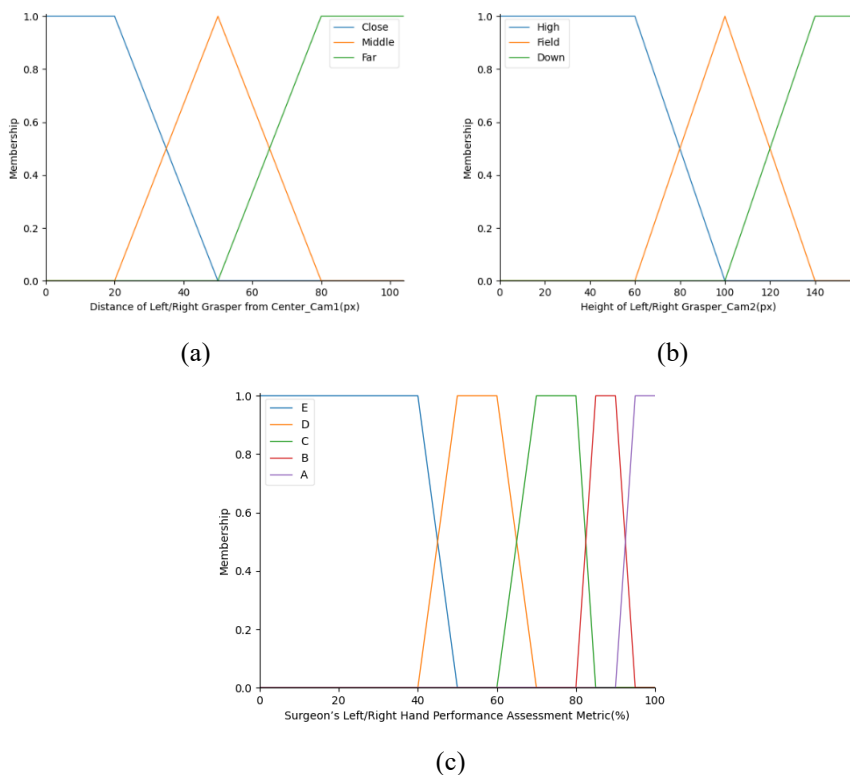 1.0
0.8
0.6
0.4
0.2
0.0
Membership
Close
Middle
Far
0 20 40 60 80 100
Distance of Left/Right Grasper from Center_Cam1(px)
(a)
1.0
0.8
0.6
0.4
0.2
0.0
Membership
High
Field
Down
0 20 40 60 80 100 120 140
Height of Left/Right Grasper_Cam2(px)
(b)
1.0
0.8
0.6
0.4
0.2
0.0
Membership
E
D
C
B
A
0 20 40 60 80 100
Surgeon’s Left/Right Hand Performance Assessment Metric(%)
(c)